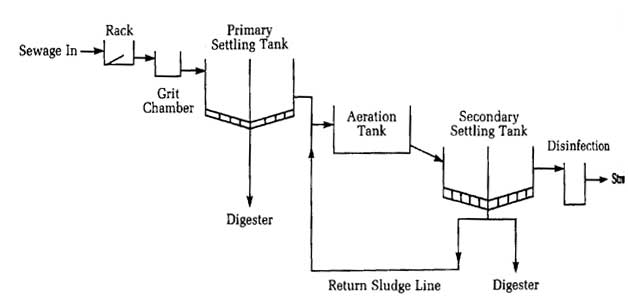 Rack
Primary
Settling Tank
Sewage In
Grit
Chamber
Aeration
Tank
Secondary
Settling Tank
Disinfection
Digester
Return Sludge Line
Digester